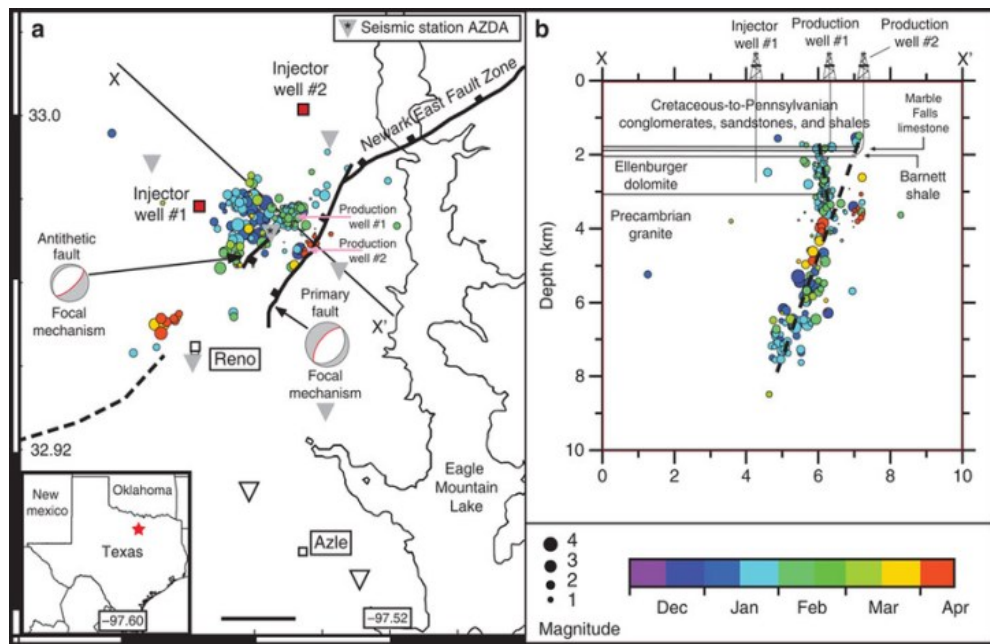 a
Seismic station AZDA
X
Injector
well #2
33.0
Newark East Fault Zone
Injector
well #1
Production
well #1
Production
well #2
Antithetic
fault
Focal
mechanism
Primary
fault
X'
Focal
mechanism
Reno
32.92
Eagle
Mountain
Lake
Azle
New
mexico
Oklahoma
Texas
−97.60
−97.52
b
Injector
well #1
Production
well #1
Production
well #2
X
X'
0
2
4
6
8
10
Depth (km)
Cretaceous-to-Pennsylvanian
conglomerates, sandstones, and shales
Marble
Falls
limestone
Ellenburger
dolomite
Barnett
shale
Precambrian
granite
0
2
4
6
8
10
4
3
2
1
Magnitude
Dec
Jan
Feb
Mar
Apr